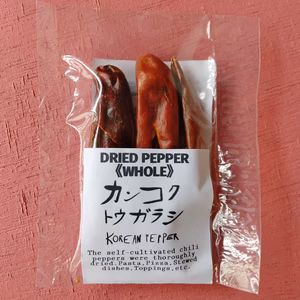 DRIED PEPPER
《WHOLE》
カンコク
トウガラシ
KOREAN PEPPER
The self-cultivated chili
peppers were thoroughly
dried.Pasta,Pizza,Stewed
dishes,Toppings,etc.